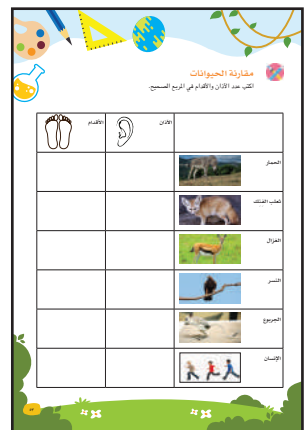 مقارنة الحيوانات
اكتب عدد الآذان والأقدام في المربع الصحيح.
الآذان
الأقدام
الحمار
ثعلب الفنك
الغزال
النسر
الجربوع
الإنسان